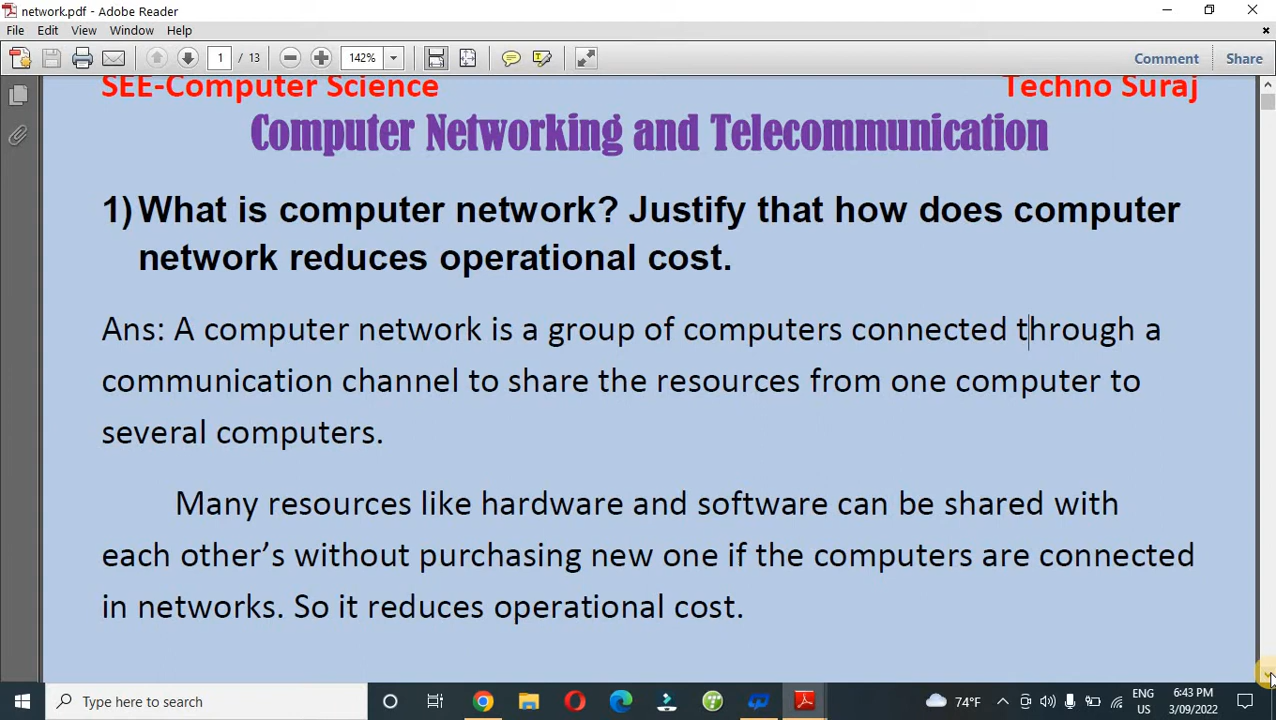 network.pdf - Adobe Reader
File Edit View Window Help
1 / 13 142% Comment Share
SEE-Computer Science Techno Suraj
Computer Networking and Telecommunication
1) What is computer network? Justify that how does computer
network reduces operational cost.
Ans: A computer network is a group of computers connected through a
communication channel to share the resources from one computer to
several computers.
Many resources like hardware and software can be shared with
each other’s without purchasing new one if the computers are connected
in networks. So it reduces operational cost.
Type here to search 74°F ENG 6:43 PM
US 3/09/2022